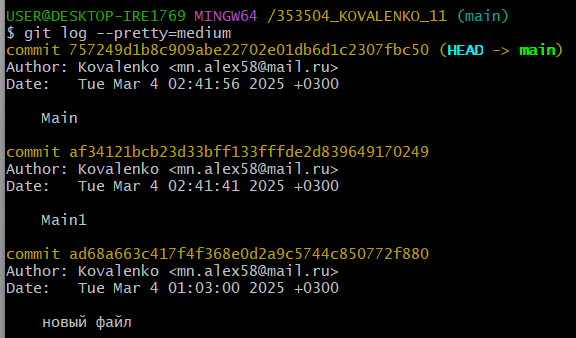 USER@DESKTOP-IRE1769 MINGW64 /353504_KOVALENKO_11 (main)
$ git log --pretty=medium
commit 757249d1b8c909abe22702e01db6d1c2307fbc50 (HEAD -> main)
Author: Kovalenko <mn.alex58@mail.ru>
Date:   Tue Mar 4 02:41:56 2025 +0300

    Main

commit af34121bcb23d33bff133fffde2d839649170249
Author: Kovalenko <mn.alex58@mail.ru>
Date:   Tue Mar 4 02:41:41 2025 +0300

    Main1

commit ad68a663c417f4f368e0d2a9c5744c850772f880
Author: Kovalenko <mn.alex58@mail.ru>
Date:   Tue Mar 4 01:03:00 2025 +0300

    новый файл